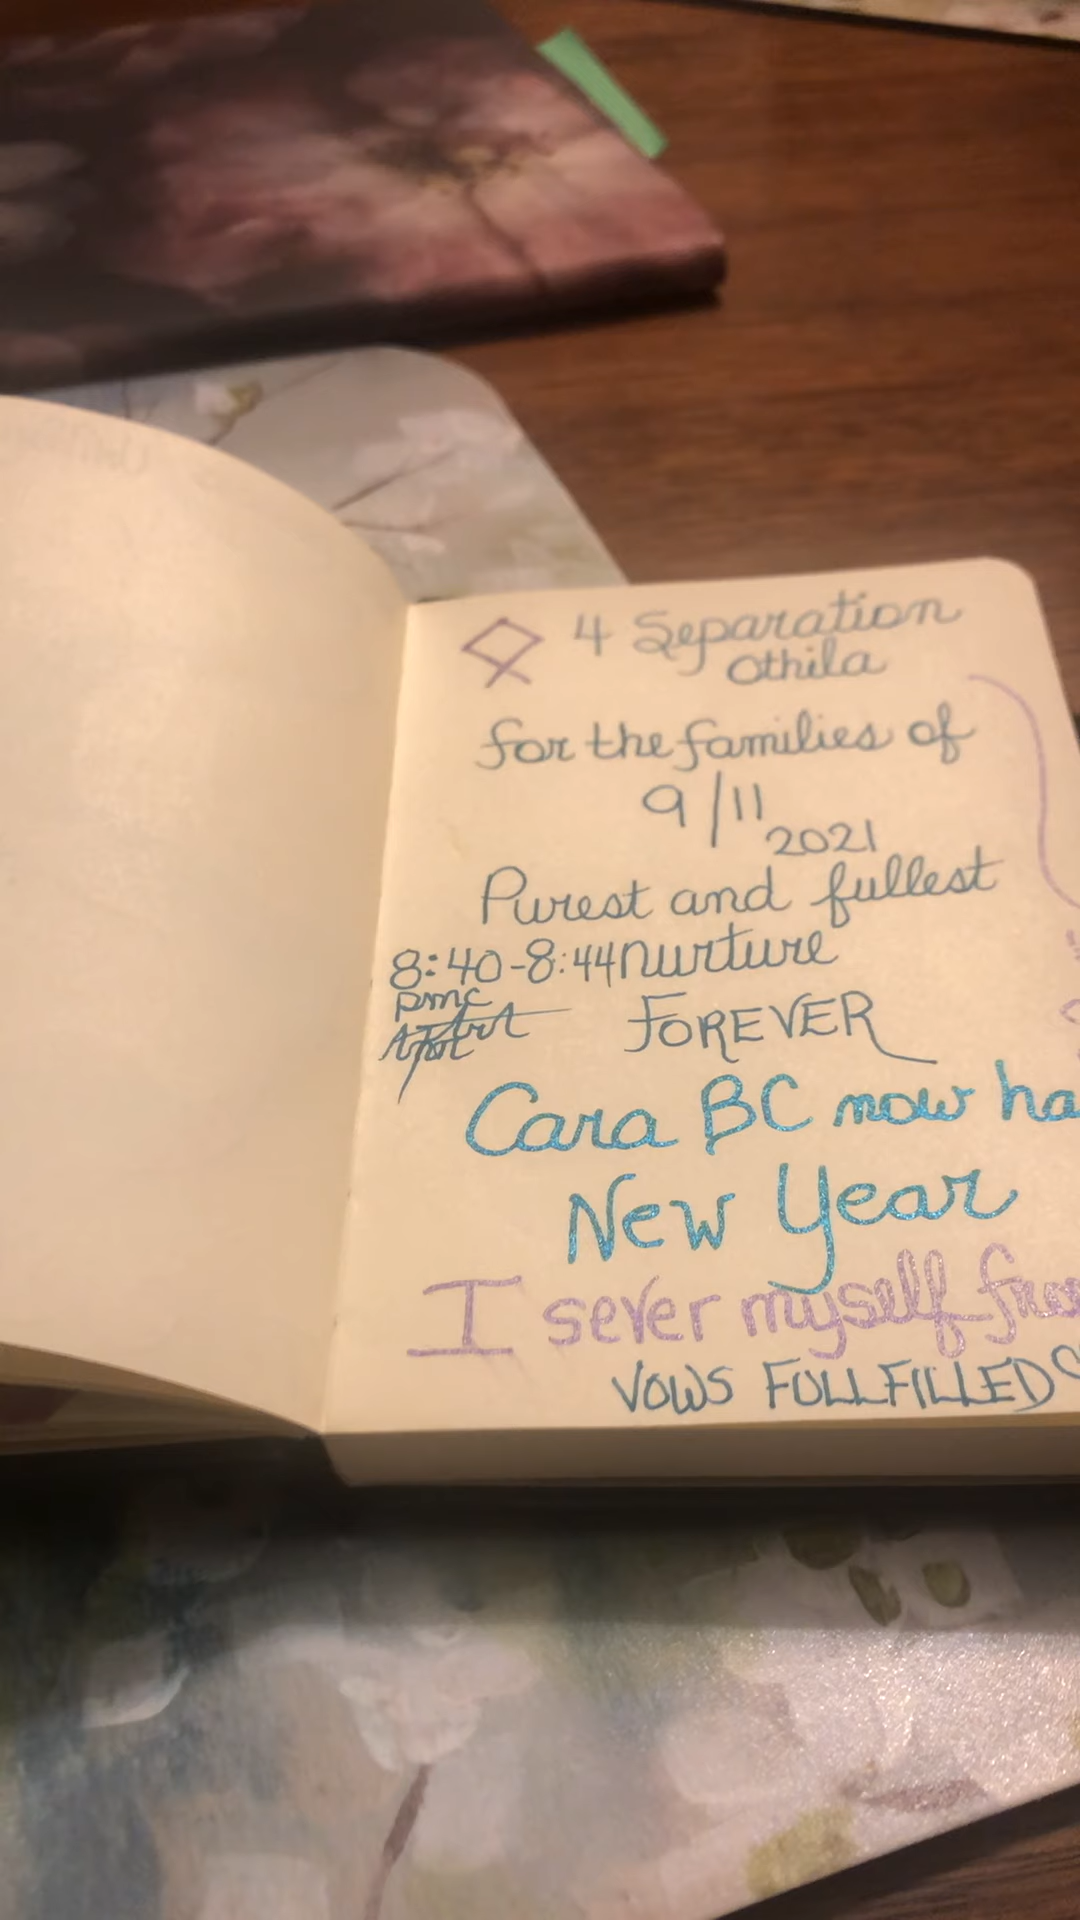 4 Separation
Othila
for the families of
9/11
2021
Purest and fullest
8:40-8:44 nurture
pmc
FOREVER
Cara BC now ha
New Year
I sever myself fro
VOWS FULLFILLED